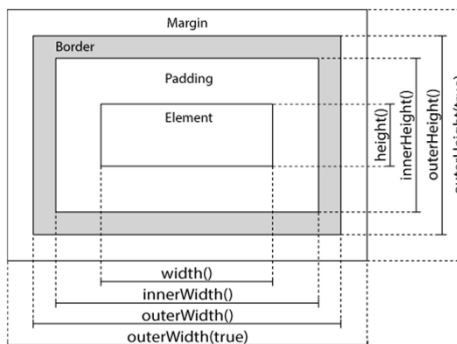 Margin
Border
Padding
Element
height()
innerHeight()
outerHeight()
width()
innerWidth()
outerWidth()
outerWidth(true)